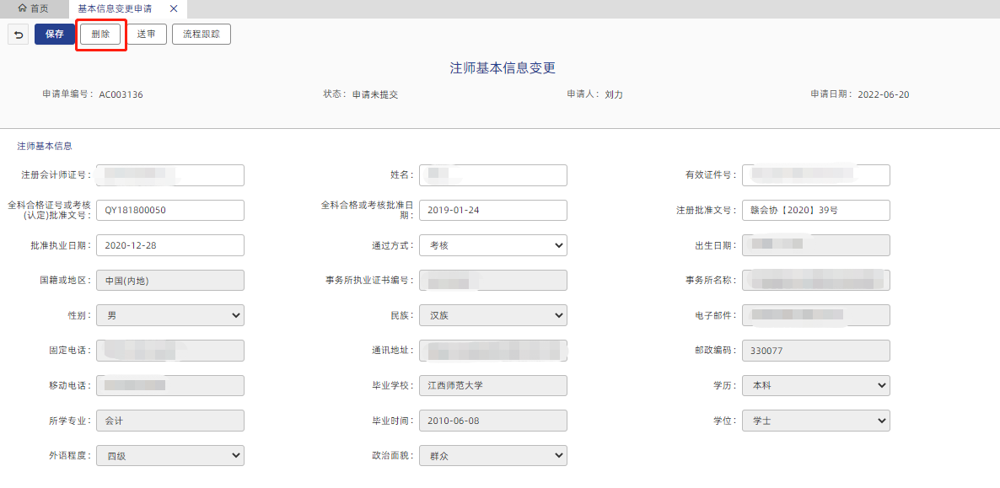 首页 基本信息变更申请
保存 删除 送审 流程跟踪
注师基本信息变更
申请单编号：AC003136 状态：申请未提交 申请人：刘力 申请日期：2022-06-20
注师基本信息
注册会计师证号： 姓名： 有效证件号：
全科合格证号或考核(认定)批准文号： QY181800050 全科合格或考核批准日期： 2019-01-24 注册批准文号： 赣会协【2020】39号
批准执业日期： 2020-12-28 通过方式： 考核 出生日期：
国籍或地区： 中国(内地) 事务所执业证书编号： 事务所名称：
性别： 男 民族： 汉族 电子邮件：
固定电话： 通讯地址： 邮政编码： 330077
移动电话： 毕业学校： 江西师范大学 学历： 本科
所学专业： 会计 毕业时间： 2010-06-08 学位： 学士
外语程度： 四级 政治面貌： 群众